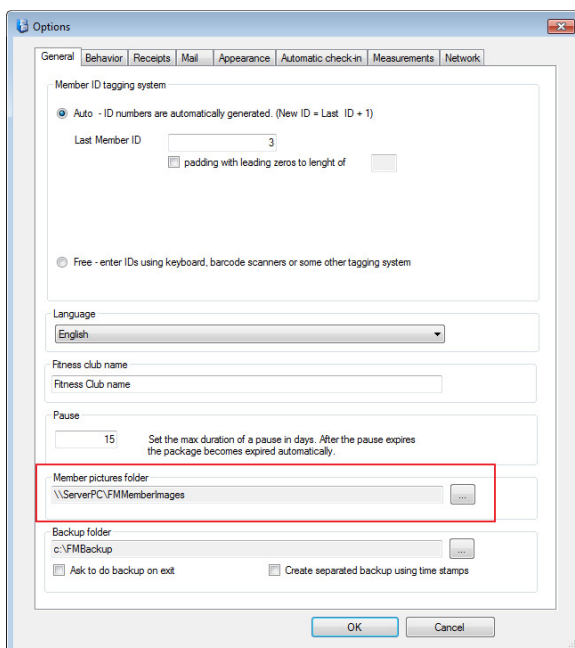 Options
General Behavior Receipts Mail Appearance Automatic check-in Measurements Network
Member ID tagging system
Auto - ID numbers are automatically generated. (New ID = Last ID + 1)
Last Member ID 3
padding with leading zeros to lenght of
Free - enter IDs using keyboard, barcode scanners or some other tagging system
Language
English
Fitness club name
Fitness Club name
Pause
15 Set the max duration of a pause in days. After the pause expires
the package becomes expired automatically.
Member pictures folder
\\ServerPC\FMMemberImages ...
Backup folder
c:\FMBackup ...
Ask to do backup on exit Create separated backup using time stamps
OK Cancel